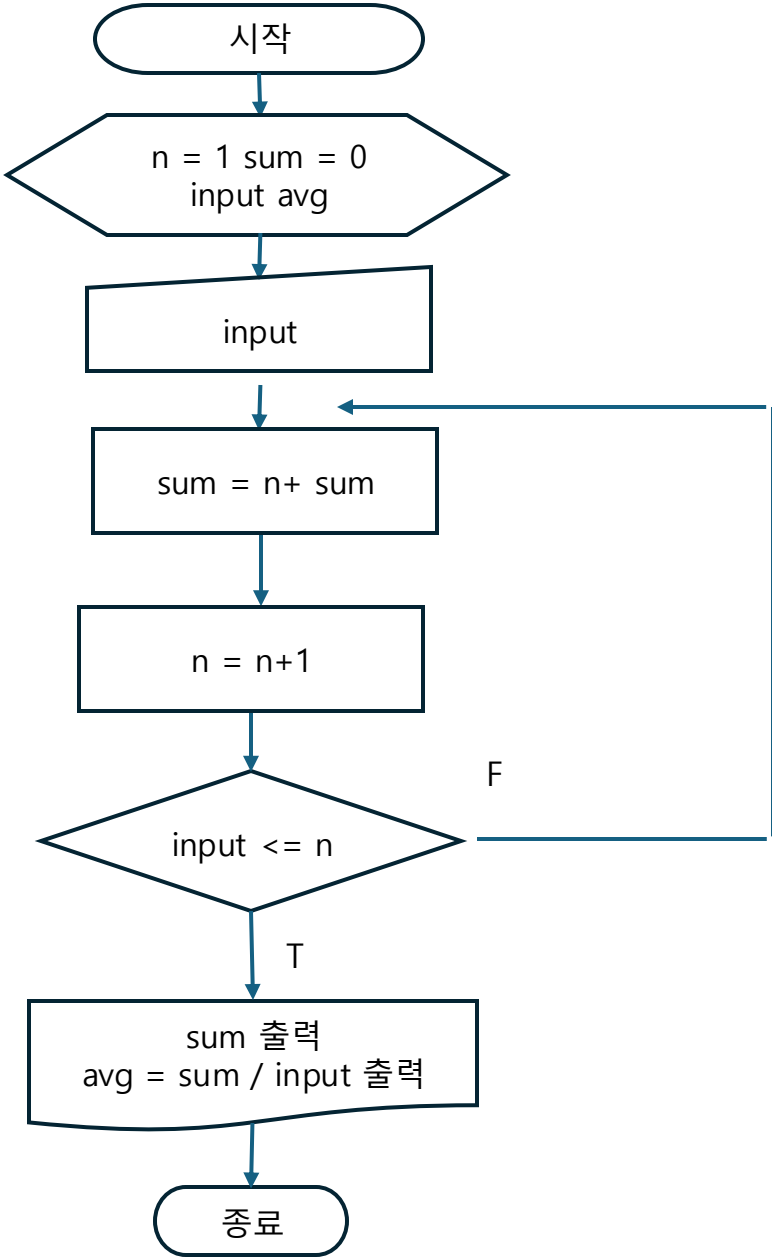 시작
n = 1 sum = 0
input avg
input
sum = n+ sum
n = n+1
F
input <= n
T
sum 출력
avg = sum / input 출력
종료